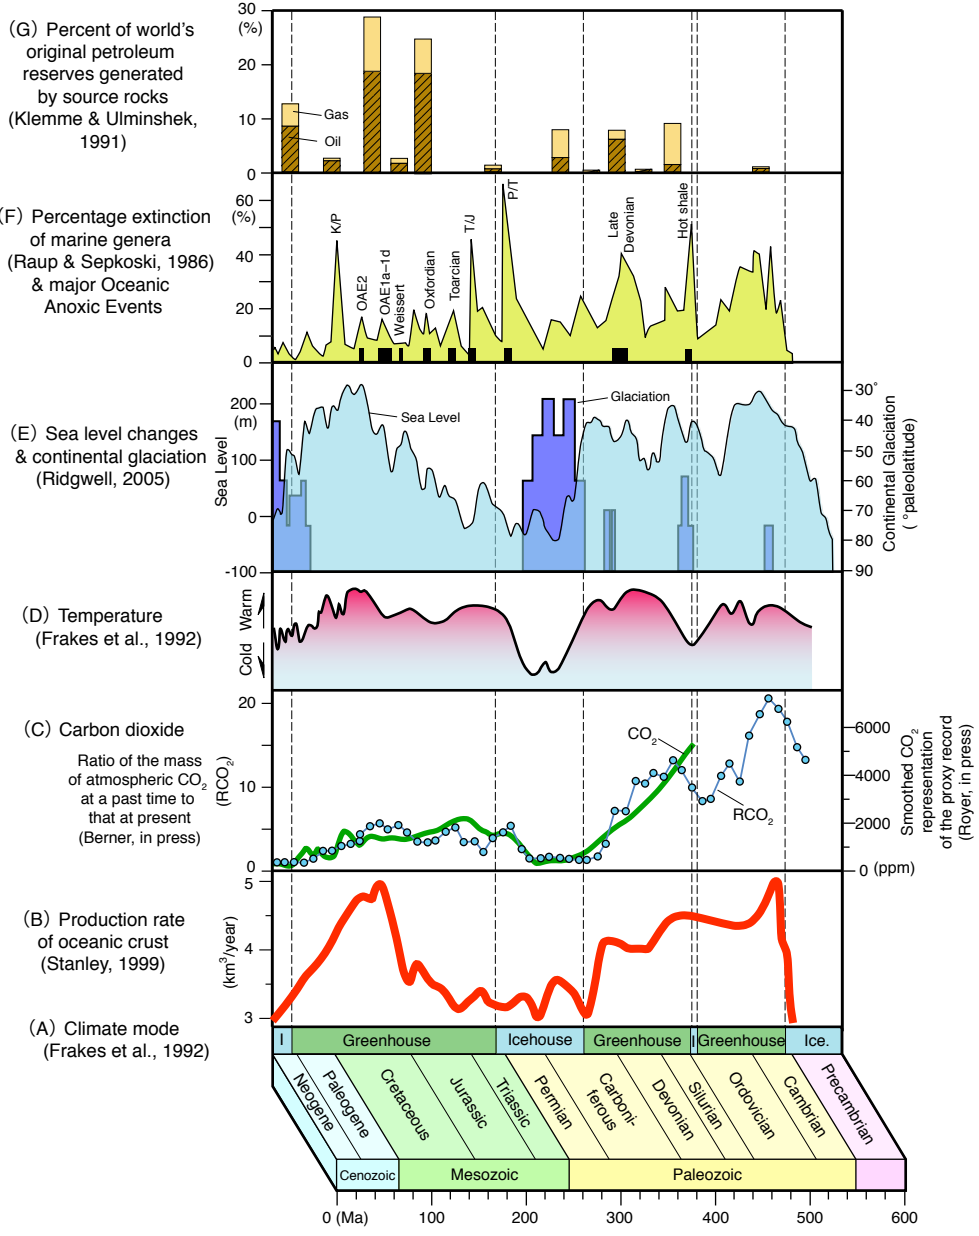 (G) Percent of world's
original petroleum
reserves generated
by source rocks
(Klemme & Ulminshek,
1991)
30
(%)
20
10
0
Gas
Oil
(F) Percentage extinction
of marine genera
(Raup & Sepkoski, 1986)
& major Oceanic
Anoxic Events
60
(%)
40
20
0
K/P
OAE2
OAE1a–1d
Weissert
Oxfordian
Toarcian
T/J
P/T
Late
Devonian
Hot shale
(E) Sea level changes
& continental glaciation
(Ridgwell, 2005)
Sea Level
200
(m)
100
0
-100
Sea Level
Glaciation
30°
40
50
60
70
80
90
Continental Glaciation
(°paleolatitude)
(D) Temperature
(Frakes et al., 1992)
Warm
Cold
(C) Carbon dioxide
Ratio of the mass
of atmospheric CO2
at a past time to
that at present
(Berner, in press)
(RCO2)
20
10
0
CO2
RCO2
6000
4000
2000
0 (ppm)
Smoothed CO2
representation
of the proxy record
(Royer, in press)
(B) Production rate
of oceanic crust
(Stanley, 1999)
(km3/year)
5
4
3
(A) Climate mode
(Frakes et al., 1992)
I
Greenhouse
Icehouse
Greenhouse
I
Greenhouse
Ice.
Neogene
Paleogene
Cretaceous
Jurassic
Triassic
Permian
Carboni-
ferous
Devonian
Silurian
Ordovician
Cambrian
Precambrian
Cenozoic
Mesozoic
Paleozoic
0 (Ma)
100
200
300
400
500
600